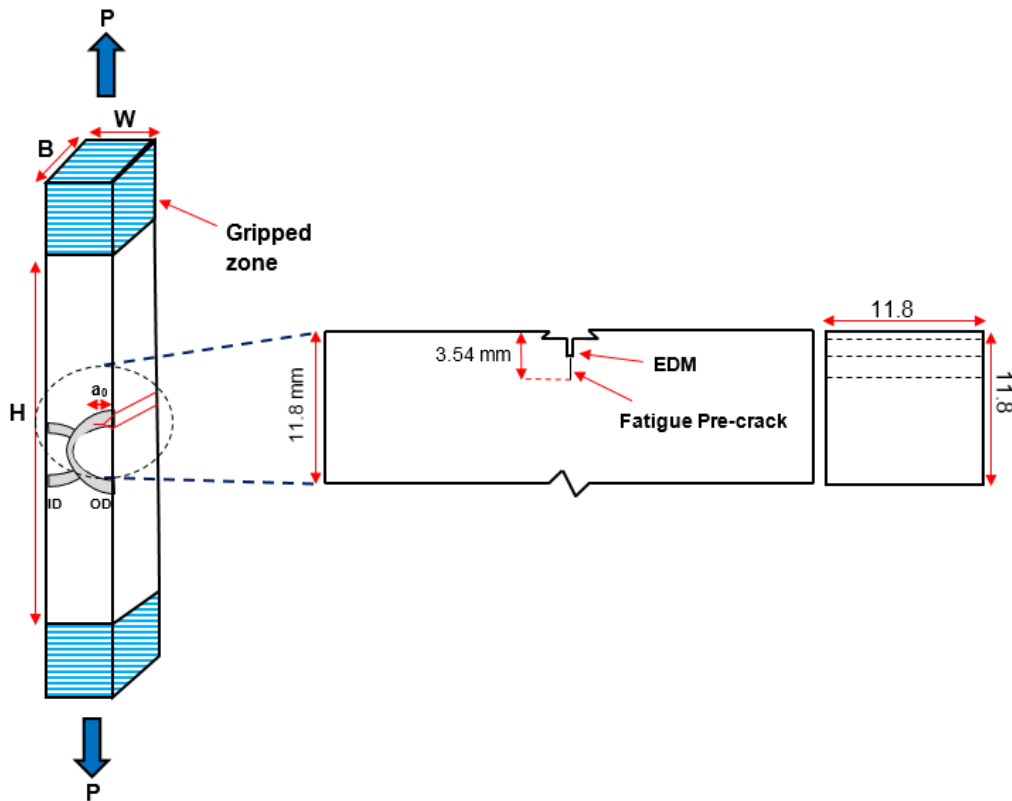 P
W
B
Gripped
zone
H
a₀
ID
OD
P
11.8 mm
3.54 mm
EDM
Fatigue Pre-crack
11.8
11.8